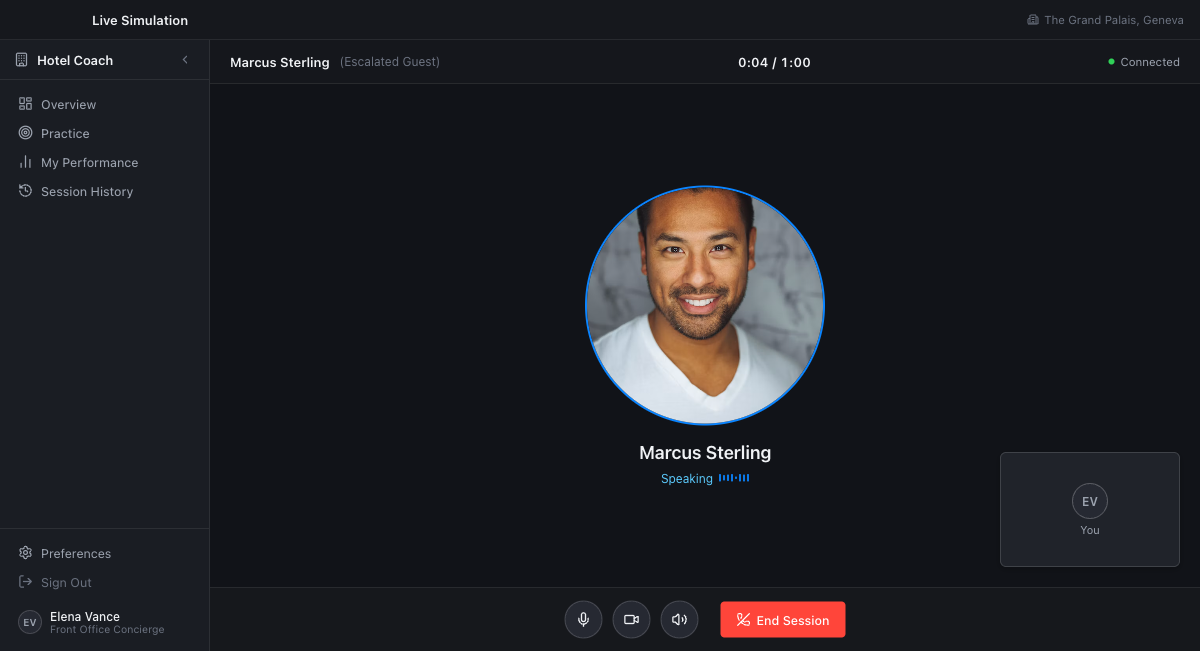 Live Simulation
The Grand Palais, Geneva
Hotel Coach
Marcus Sterling (Escalated Guest)
0:04 / 1:00
Connected
Overview
Practice
My Performance
Session History
Marcus Sterling
Speaking
EV
You
Preferences
Sign Out
EV
Elena Vance
Front Office Concierge
End Session